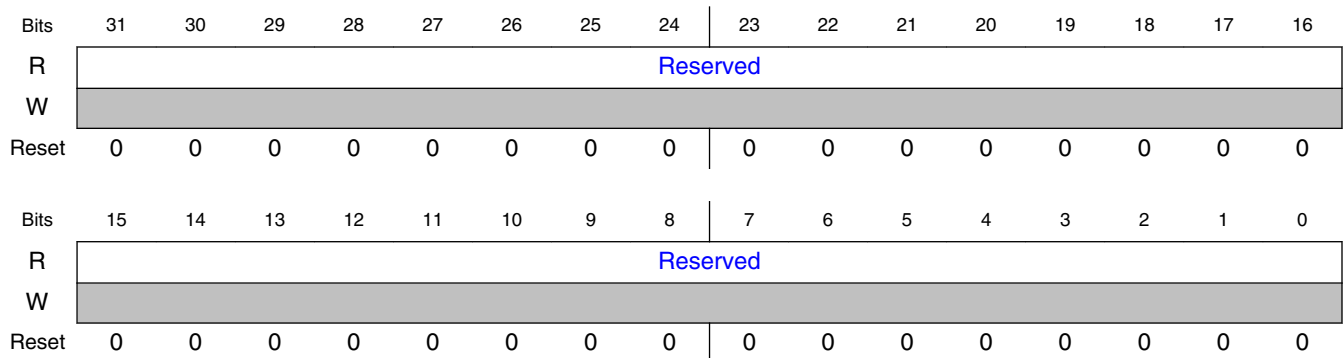 Bits 31 30 29 28 27 26 25 24 23 22 21 20 19 18 17 16
R Reserved
W
Reset 0 0 0 0 0 0 0 0 0 0 0 0 0 0 0 0
Bits 15 14 13 12 11 10 9 8 7 6 5 4 3 2 1 0
R Reserved
W
Reset 0 0 0 0 0 0 0 0 0 0 0 0 0 0 0 0